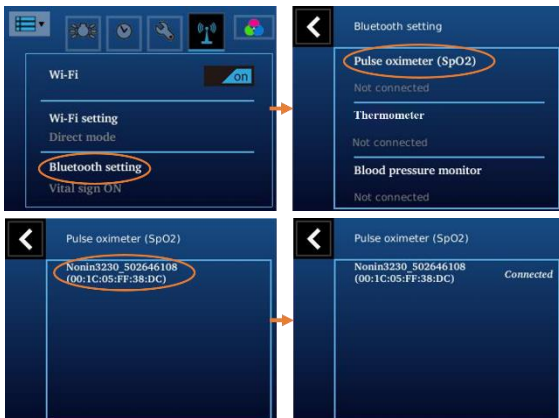 Wi-Fi
on
Wi-Fi setting
Direct mode
Bluetooth setting
Vital sign ON
Bluetooth setting
Pulse oximeter (SpO2)
Not connected
Thermometer
Not connected
Blood pressure monitor
Not connected
Pulse oximeter (SpO2)
Nonin3230_502646108
(00:1C:05:FF:38:DC)
Pulse oximeter (SpO2)
Nonin3230_502646108
(00:1C:05:FF:38:DC)
Connected